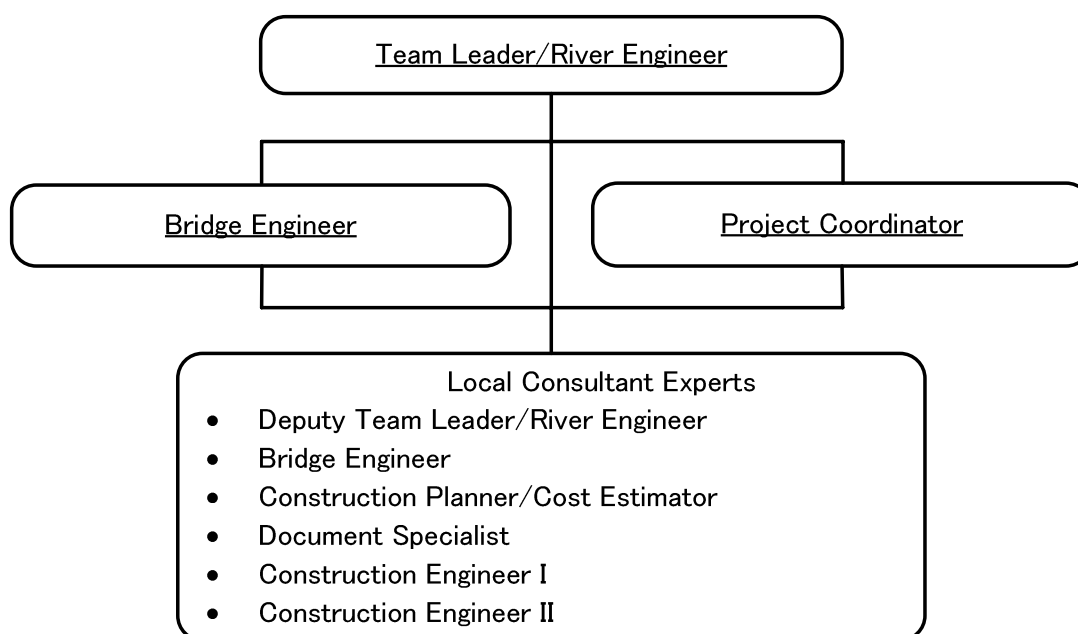 Team Leader/River Engineer
Bridge Engineer
Project Coordinator
Local Consultant Experts
• Deputy Team Leader/River Engineer
• Bridge Engineer
• Construction Planner/Cost Estimator
• Document Specialist
• Construction Engineer I
• Construction Engineer II